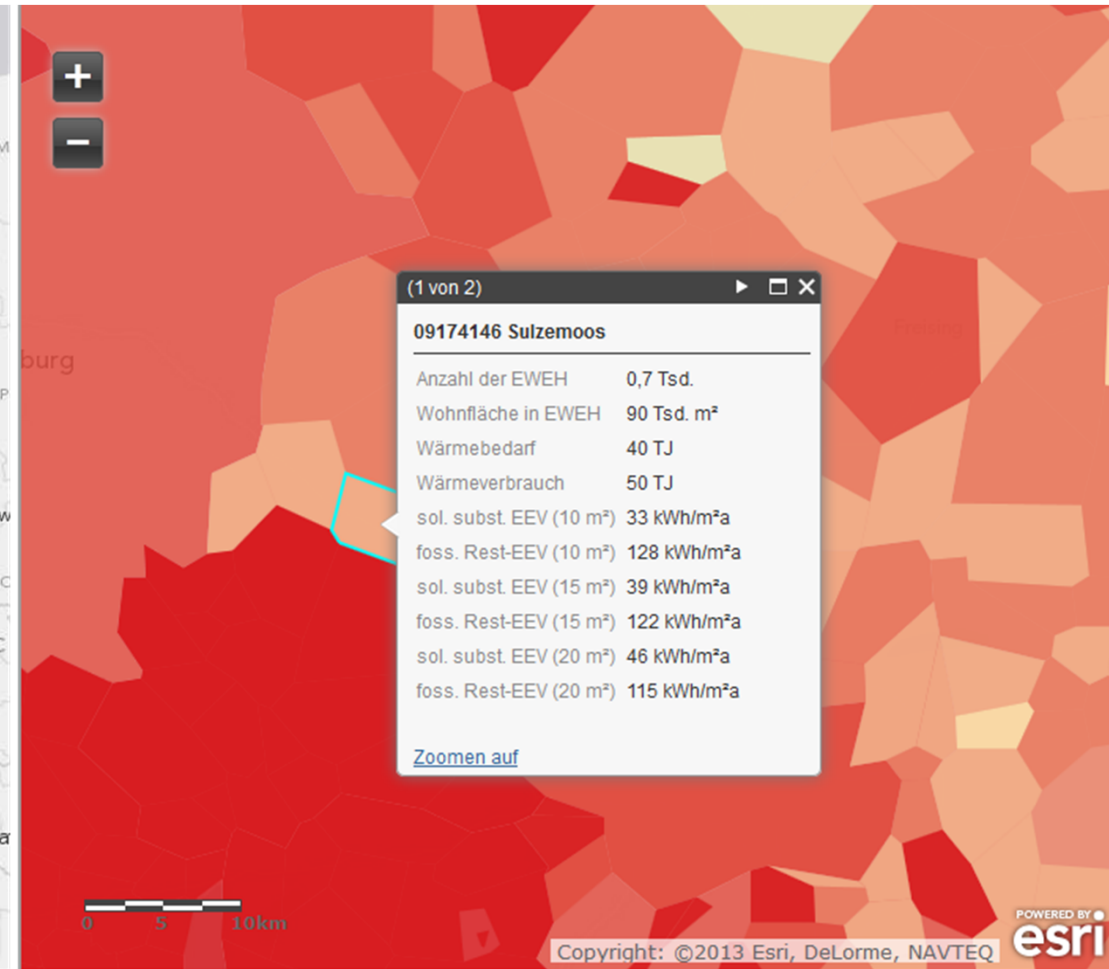 +
−
(1 von 2)
09174146 Sulzemoos
Anzahl der EWEH 0,7 Tsd.
Wohnfläche in EWEH 90 Tsd. m²
Wärmebedarf 40 TJ
Wärmeverbrauch 50 TJ
sol. subst. EEV (10 m²) 33 kWh/m²a
foss. Rest-EEV (10 m²) 128 kWh/m²a
sol. subst. EEV (15 m²) 39 kWh/m²a
foss. Rest-EEV (15 m²) 122 kWh/m²a
sol. subst. EEV (20 m²) 46 kWh/m²a
foss. Rest-EEV (20 m²) 115 kWh/m²a
Zoomen auf
Freising
burg
0 5 10km
Copyright: ©2013 Esri, DeLorme, NAVTEQ
POWERED BY
esri